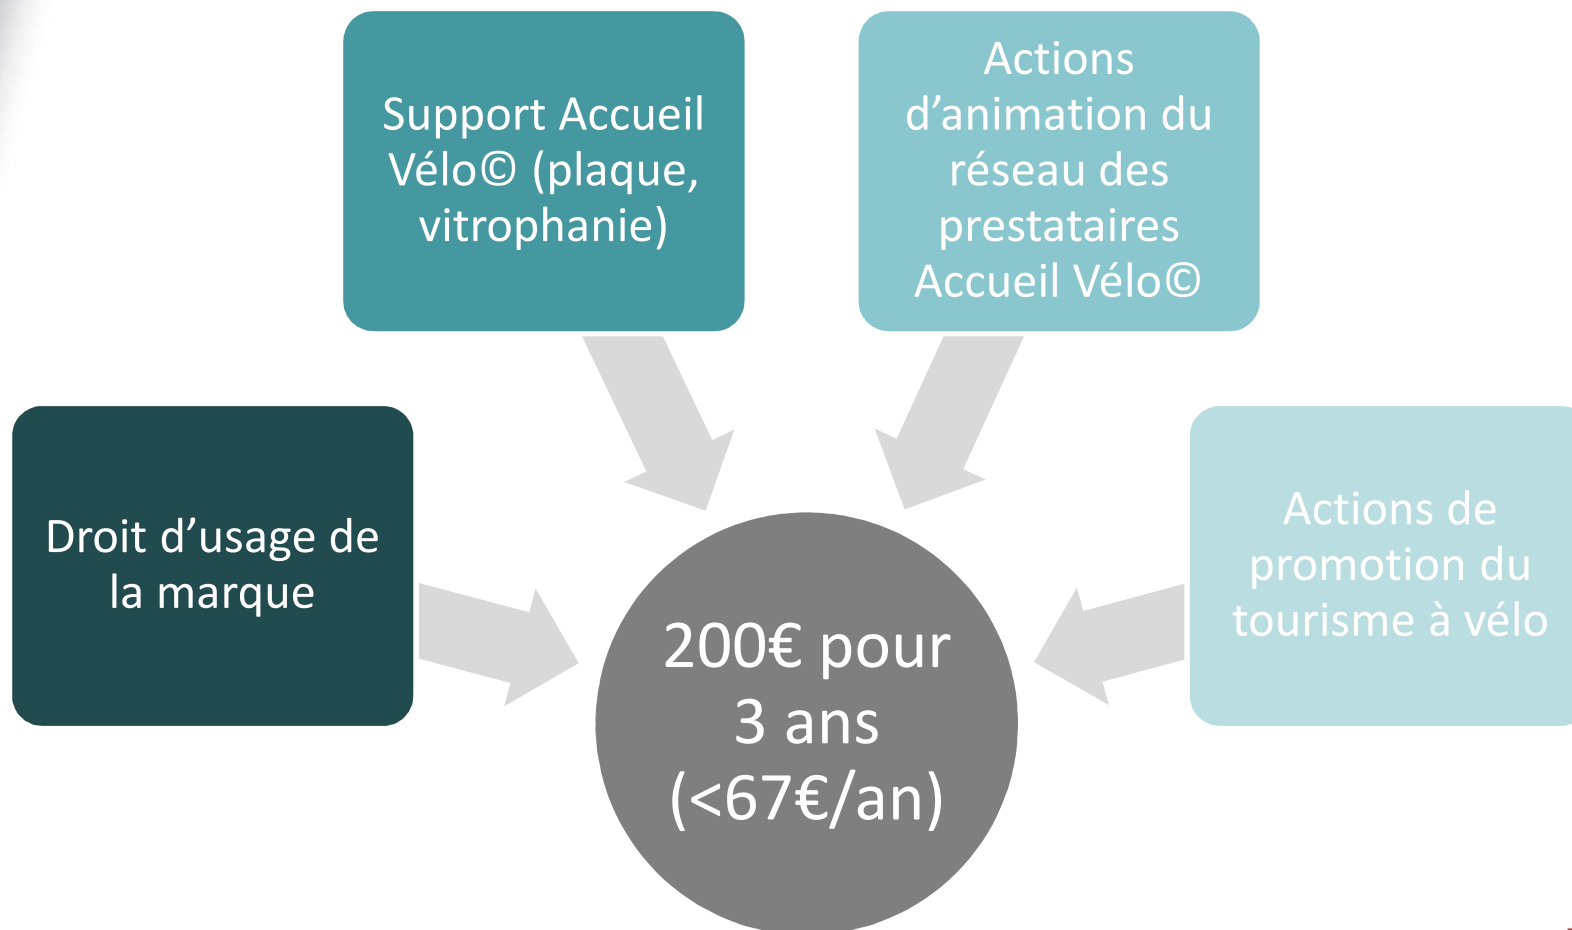 Support Accueil
Vélo© (plaque,
vitrophanie)
Actions
d’animation du
réseau des
prestataires
Accueil Vélo©
Droit d’usage de
la marque
Actions de
promotion du
tourisme à vélo
200€ pour
3 ans
(<67€/an)